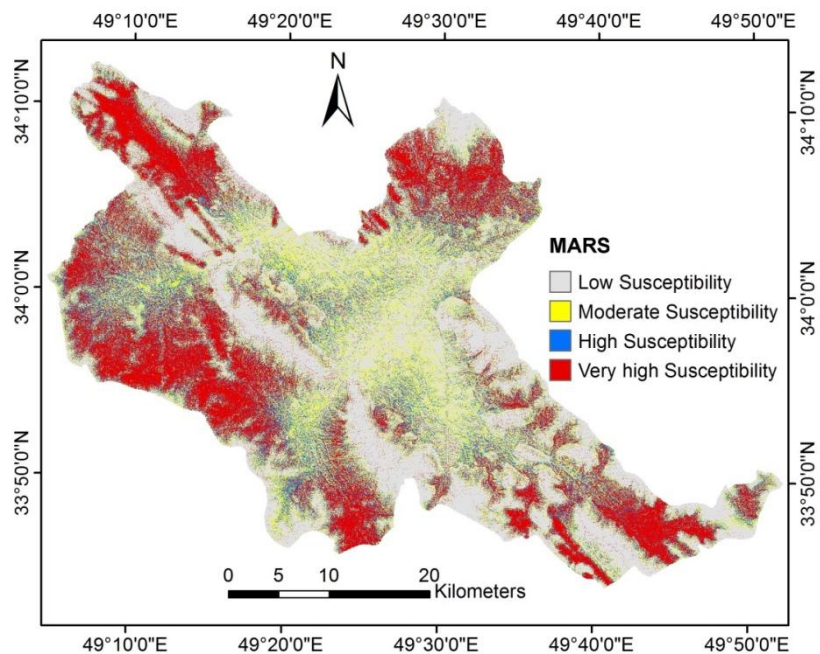 49°10'0"E 49°20'0"E 49°30'0"E 49°40'0"E 49°50'0"E
N
34°10'0"N
34°10'0"N
MARS
Low Susceptibility
34°0'0"N
34°0'0"N
Moderate Susceptibility
High Susceptibility
Very high Susceptibility
33°50'0"N
33°50'0"N
0 5 10 20
Kilometers
49°10'0"E 49°20'0"E 49°30'0"E 49°40'0"E 49°50'0"E